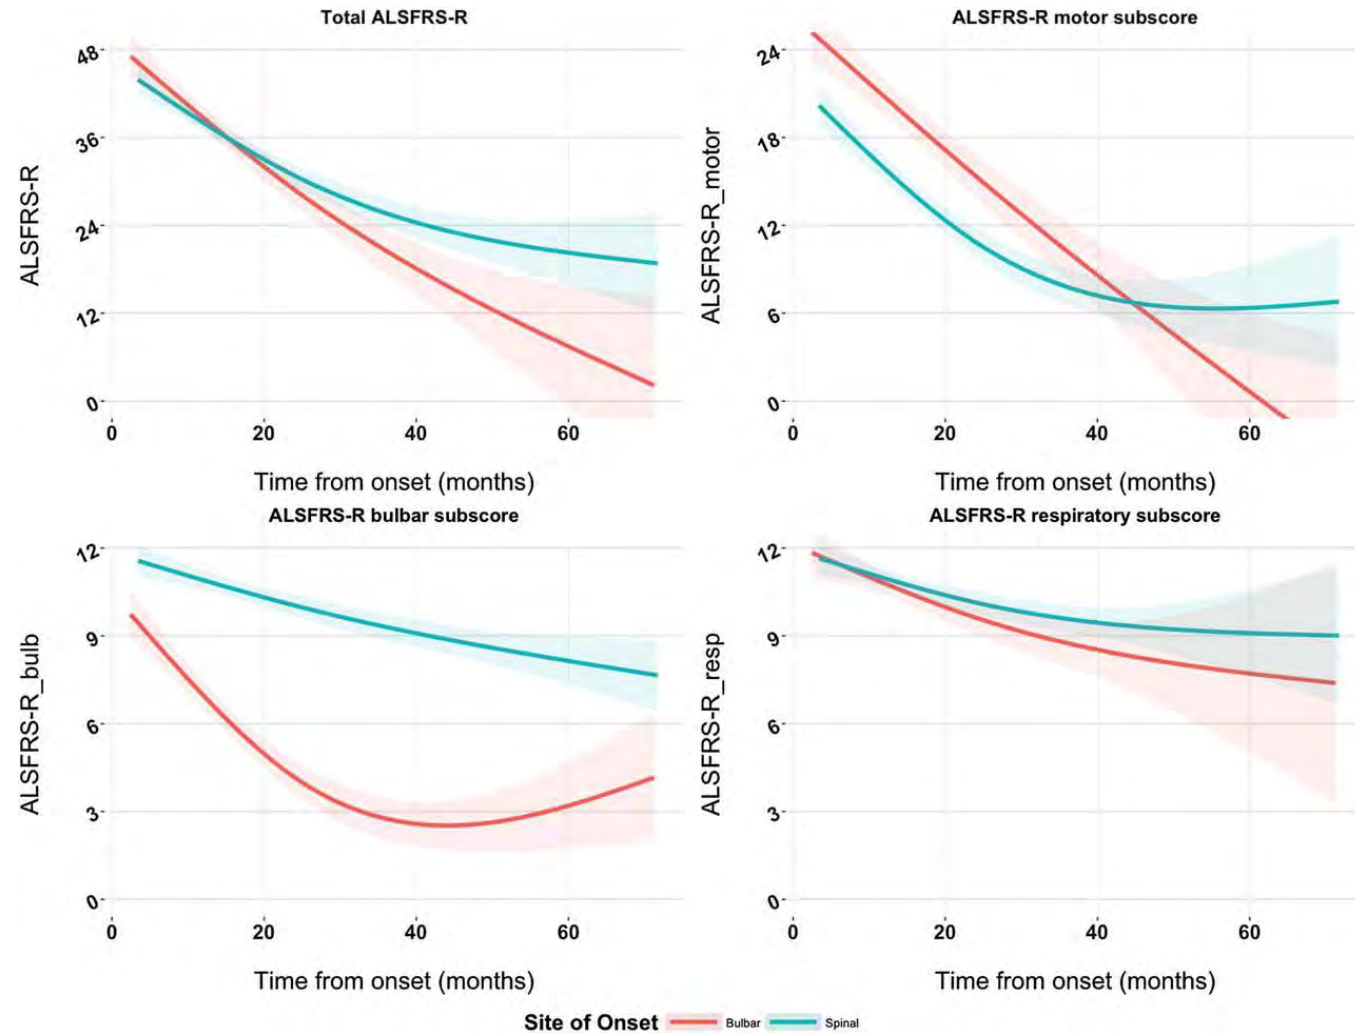 Total ALSFRS-R
ALSFRS-R
48
36
24
12
0
0 20 40 60
Time from onset (months)
ALSFRS-R motor subscore
ALSFRS-R_motor
24
18
12
6
0
0 20 40 60
Time from onset (months)
ALSFRS-R bulbar subscore
ALSFRS-R_bulb
12
9
6
3
0
0 20 40 60
Time from onset (months)
ALSFRS-R respiratory subscore
ALSFRS-R_resp
12
9
6
3
0
0 20 40 60
Time from onset (months)
Site of Onset Bulbar Spinal